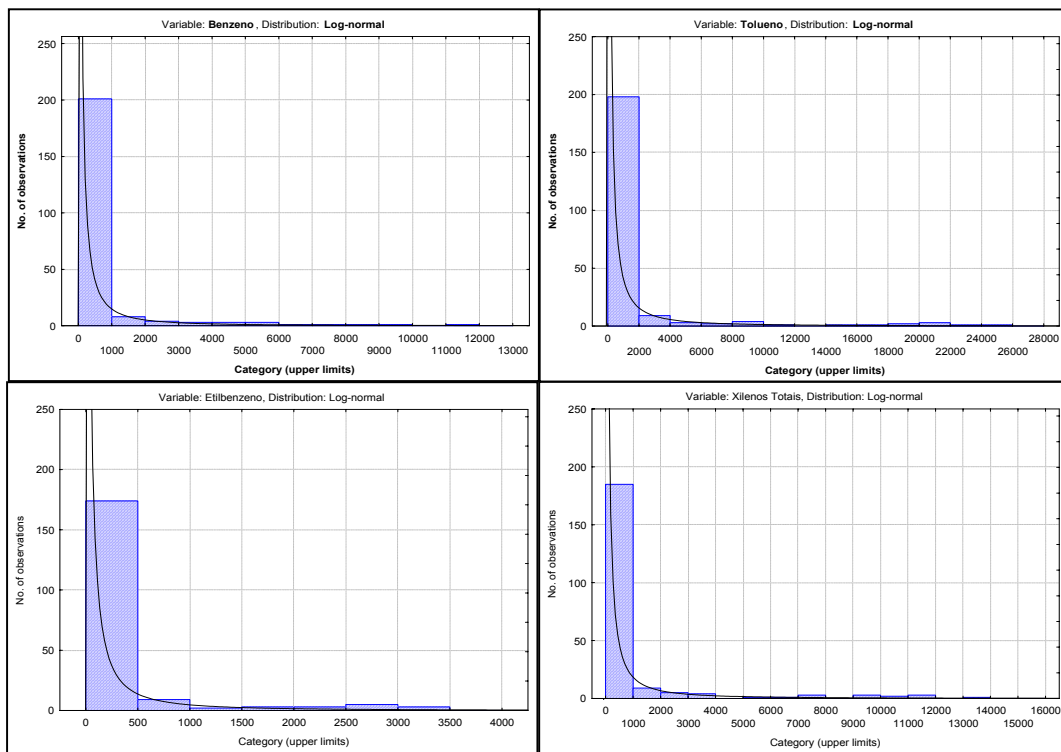 Variable: Benzeno , Distribution: Log-normal
250
200
150
100
50
0
No. of observations
0 1000 2000 3000 4000 5000 6000 7000 8000 9000 10000 11000 12000 13000
Category (upper limits)
Variable: Tolueno , Distribution: Log-normal
250
200
150
100
50
0
No. of observations
0 4000 8000 12000 16000 20000 24000 28000
2000 6000 10000 14000 18000 22000 26000
Category (upper limits)
Variable: Etilbenzeno, Distribution: Log-normal
250
200
150
100
50
0
No. of observations
0 500 1000 1500 2000 2500 3000 3500 4000
Category (upper limits)
Variable: Xilenos Totais, Distribution: Log-normal
250
200
150
100
50
0
No. of observations
0 2000 4000 6000 8000 10000 12000 14000 16000
1000 3000 5000 7000 9000 11000 13000 15000
Category (upper limits)